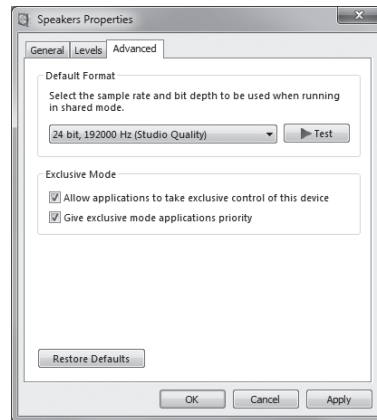 Speakers Properties
General
Levels
Advanced
Default Format
Select the sample rate and bit depth to be used when running
in shared mode.
24 bit, 192000 Hz (Studio Quality)
Test
Exclusive Mode
Allow applications to take exclusive control of this device
Give exclusive mode applications priority
Restore Defaults
OK
Cancel
Apply